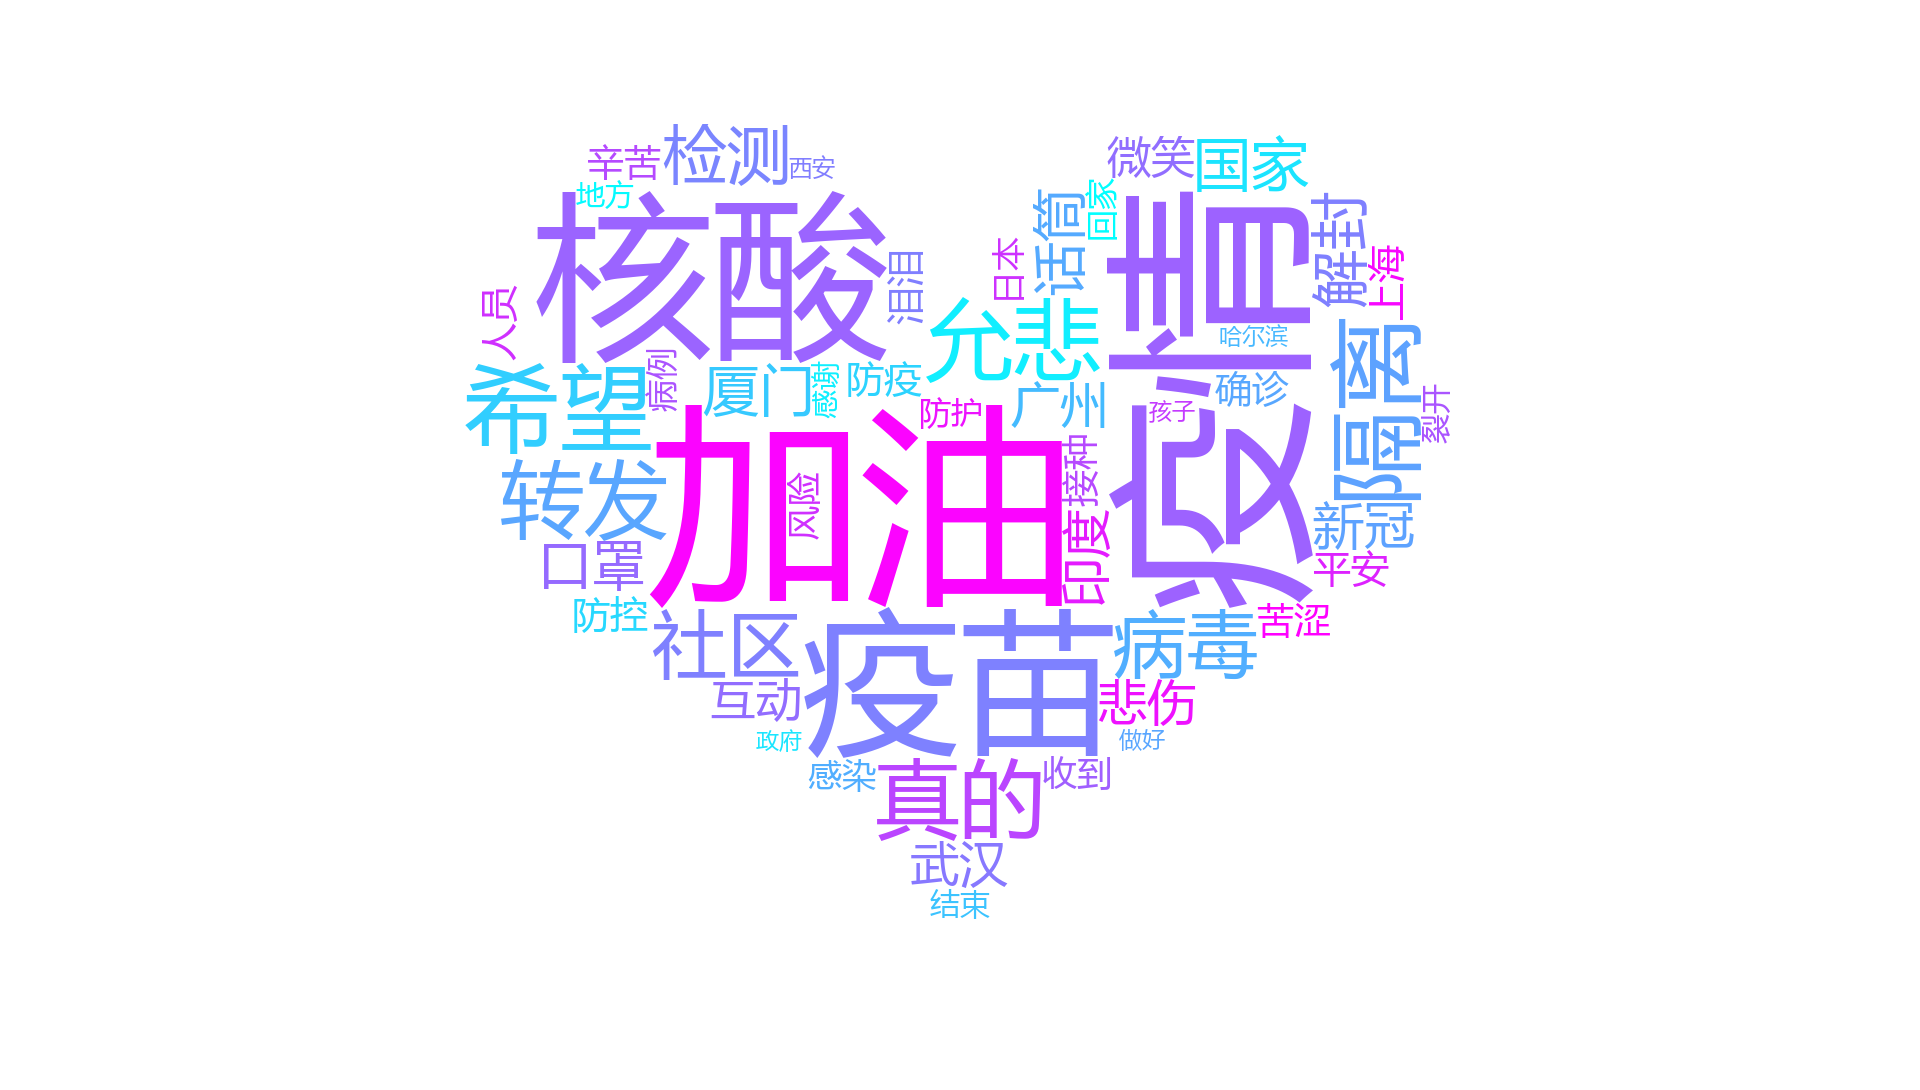 辛苦
检测
西安
微笑
国家
地方
核酸
泪泪
日本
话筒
回家
疫情
解封
上海
人员
允悲
哈尔滨
隔离
希望
病例
厦门
感谢
防疫
广州
确诊
孩子
裂开
防护
转发
加油
风险
接种
印度
新冠
口罩
平安
防控
社区
疫苗
病毒
苦涩
互动
悲伤
政府
做好
感染
真的
收到
武汉
结束